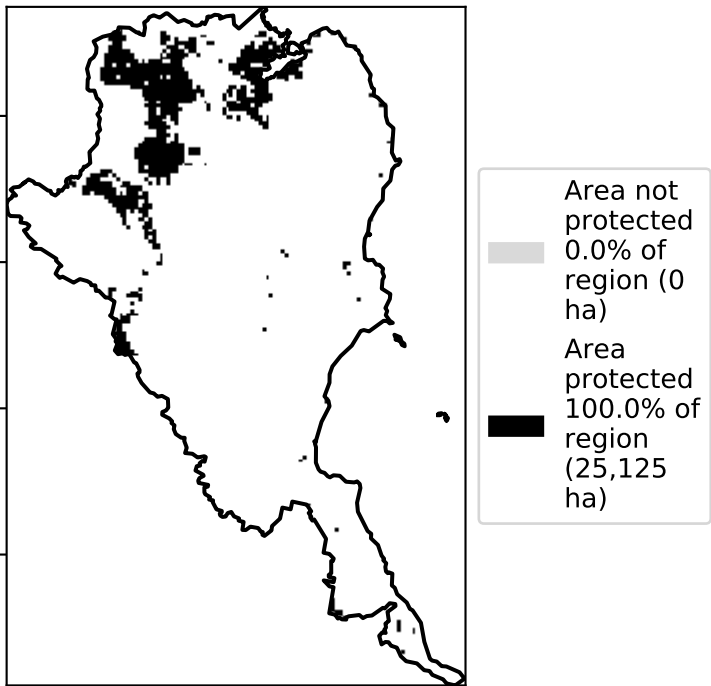 Area not
protected
0.0% of
region (0
ha)
Area
protected
100.0% of
region
(25,125
ha)